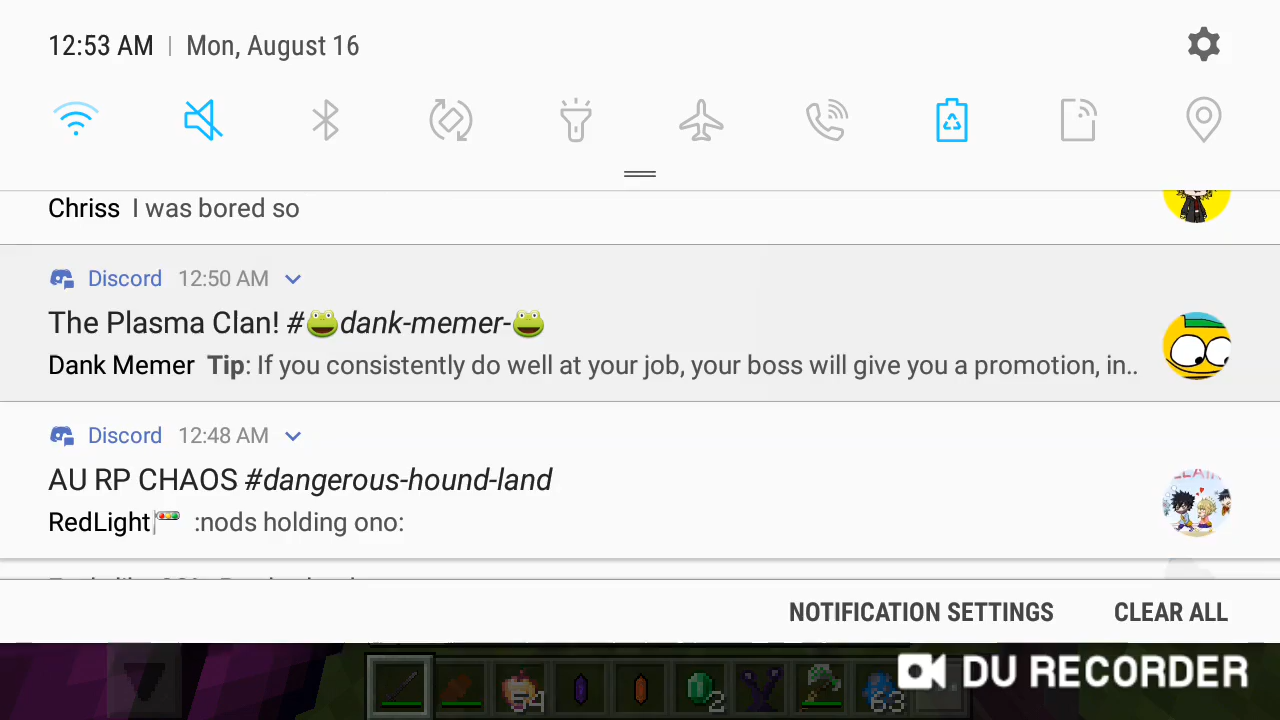 12:53 AM | Mon, August 16
Chriss I was bored so
Discord 12:50 AM
The Plasma Clan! #🐸dank-memer-🐸
Dank Memer Tip: If you consistently do well at your job, your boss will give you a promotion, in..
Discord 12:48 AM
AU RP CHAOS #dangerous-hound-land
RedLight🚥 :nods holding ono:
NOTIFICATION SETTINGS CLEAR ALL
DU RECORDER
64 2 63